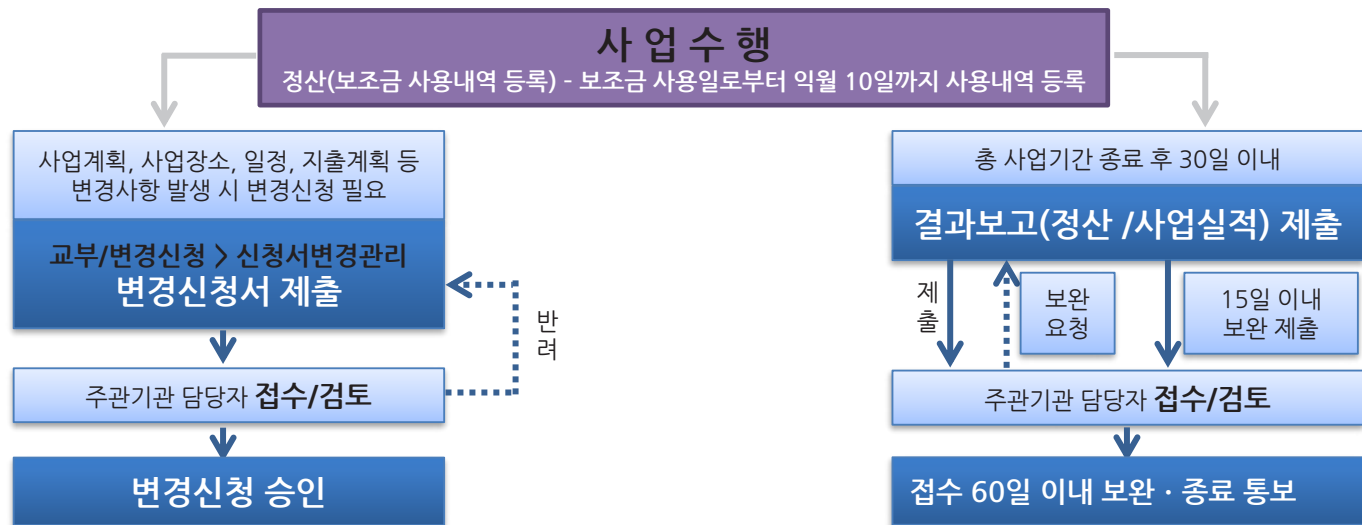 사 업 수 행
정산(보조금 사용내역 등록) - 보조금 사용일로부터 익월 10일까지 사용내역 등록
사업계획, 사업장소, 일정, 지출계획 등
변경사항 발생 시 변경신청 필요
교부/변경신청 > 신청서변경관리
변경신청서 제출
반
려
주관기관 담당자 접수/검토
변경신청 승인
총 사업기간 종료 후 30일 이내
결과보고(정산 /사업실적) 제출
제
출
보완
요청
15일 이내
보완 제출
주관기관 담당자 접수/검토
접수 60일 이내 보완 · 종료 통보